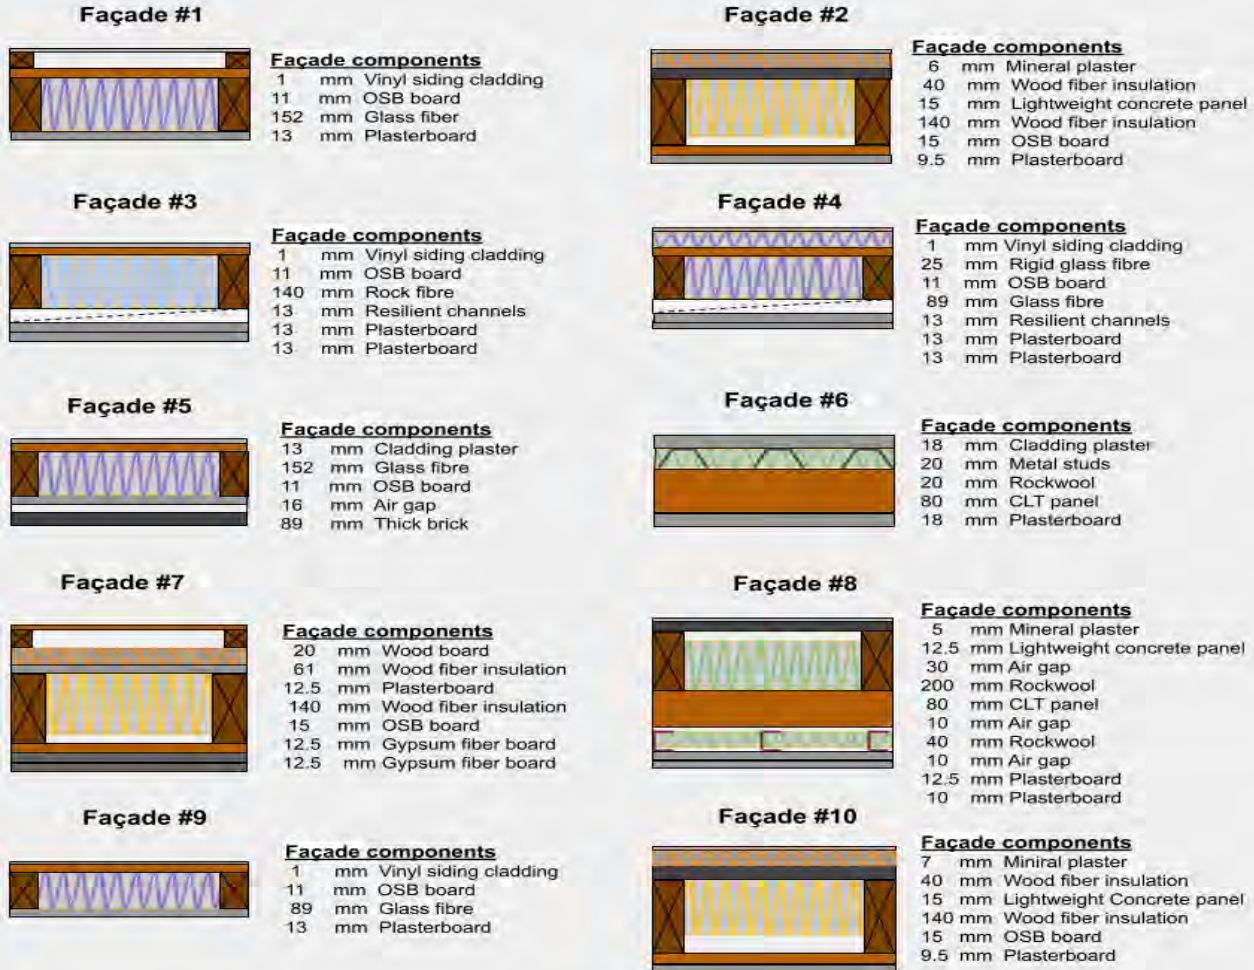 Façade #1
Façade components
1 mm Vinyl siding cladding
11 mm OSB board
152 mm Glass fiber
13 mm Plasterboard
Façade #2
Façade components
6 mm Mineral plaster
40 mm Wood fiber insulation
15 mm Lightweight concrete panel
140 mm Wood fiber insulation
15 mm OSB board
9.5 mm Plasterboard
Façade #3
Façade components
1 mm Vinyl siding cladding
11 mm OSB board
140 mm Rock fibre
13 mm Resilient channels
13 mm Plasterboard
13 mm Plasterboard
Façade #4
Façade components
1 mm Vinyl siding cladding
25 mm Rigid glass fibre
11 mm OSB board
89 mm Glass fibre
13 mm Resilient channels
13 mm Plasterboard
13 mm Plasterboard
Façade #5
Façade components
13 mm Cladding plaster
152 mm Glass fibre
11 mm OSB board
16 mm Air gap
89 mm Thick brick
Façade #6
Façade components
18 mm Cladding plaster
20 mm Metal studs
20 mm Rockwool
80 mm CLT panel
18 mm Plasterboard
Façade #7
Façade components
20 mm Wood board
61 mm Wood fiber insulation
12.5 mm Plasterboard
140 mm Wood fiber insulation
15 mm OSB board
12.5 mm Gypsum fiber board
12.5 mm Gypsum fiber board
Façade #8
Façade components
5 mm Mineral plaster
12.5 mm Lightweight concrete panel
30 mm Air gap
200 mm Rockwool
80 mm CLT panel
10 mm Air gap
40 mm Rockwool
10 mm Air gap
12.5 mm Plasterboard
10 mm Plasterboard
Façade #9
Façade components
1 mm Vinyl siding cladding
11 mm OSB board
89 mm Glass fibre
13 mm Plasterboard
Façade #10
Façade components
7 mm Miniral plaster
40 mm Wood fiber insulation
15 mm Lightweight Concrete panel
140 mm Wood fiber insulation
15 mm OSB board
9.5 mm Plasterboard